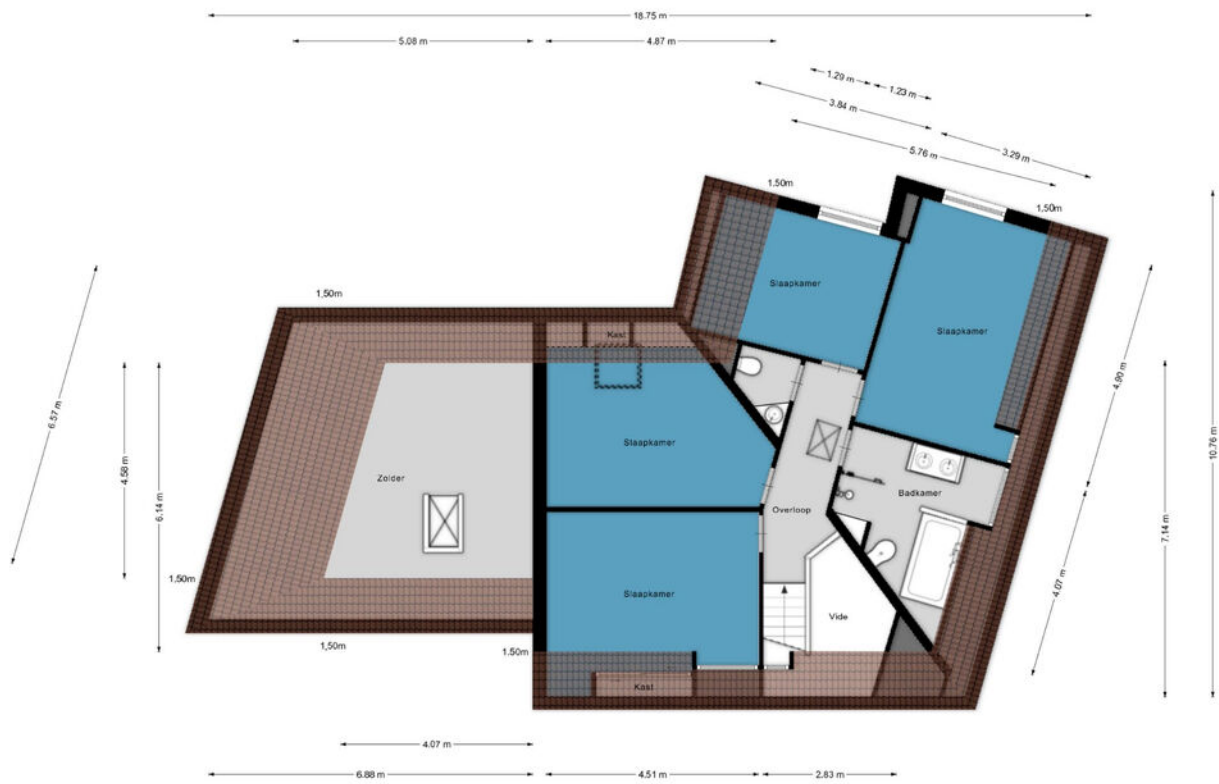 18.75 m
5.08 m
4.87 m
1.29 m
1.23 m
3.84 m
5.76 m
3.29 m
1.50m
1.50m
Slaapkamer
Slaapkamer
1,50m
Kast
6.57 m
4.58 m
6.14 m
4.90 m
10.76 m
7.14 m
4.07 m
Slaapkamer
Zolder
Overloop
Badkamer
1,50m
Slaapkamer
Vide
1,50m
1.50m
Kast
4.07 m
6.88 m
4.51 m
2.83 m